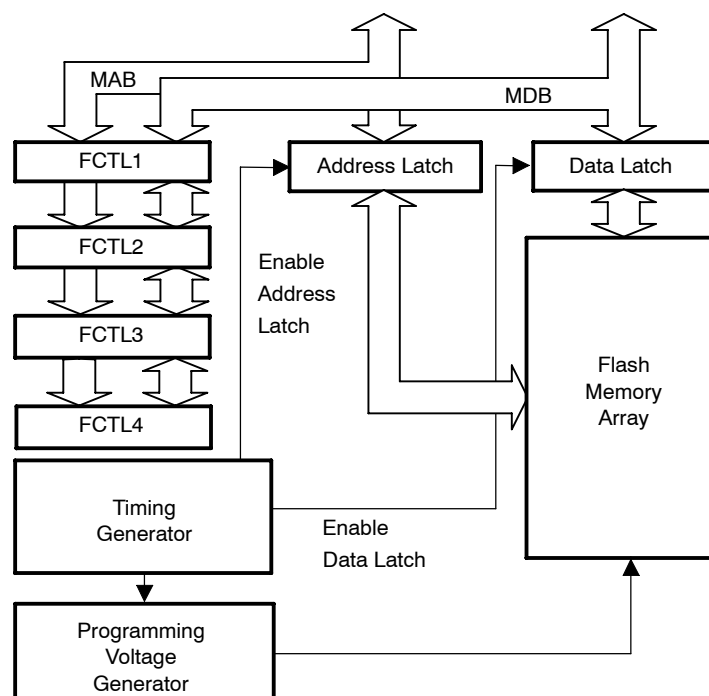 MAB
MDB
FCTL1
Address Latch
Data Latch
FCTL2
Enable
Address
Latch
FCTL3
Flash
Memory
Array
FCTL4
Timing
Generator
Enable
Data Latch
Programming
Voltage
Generator